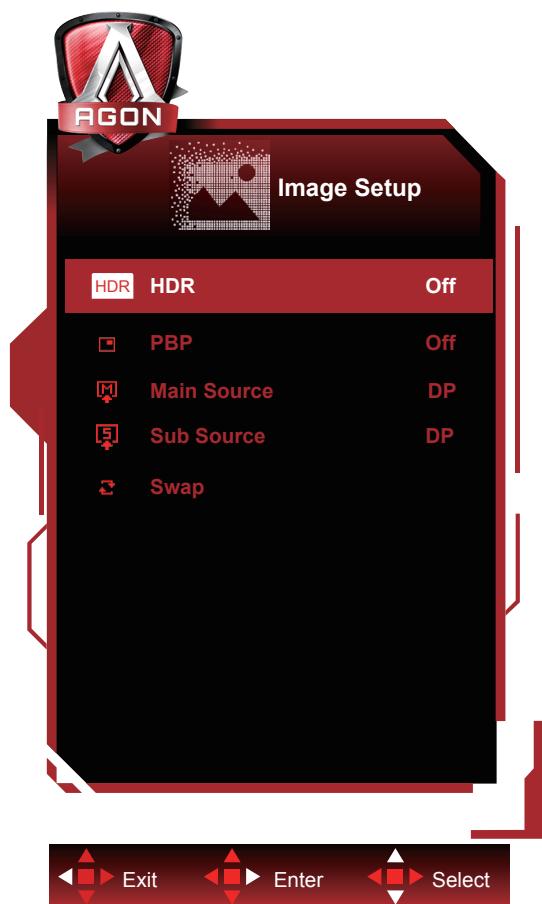 AGON
Image Setup
HDR HDR Off
PBP Off
M Main Source DP
S Sub Source DP
Swap
Exit Enter Select